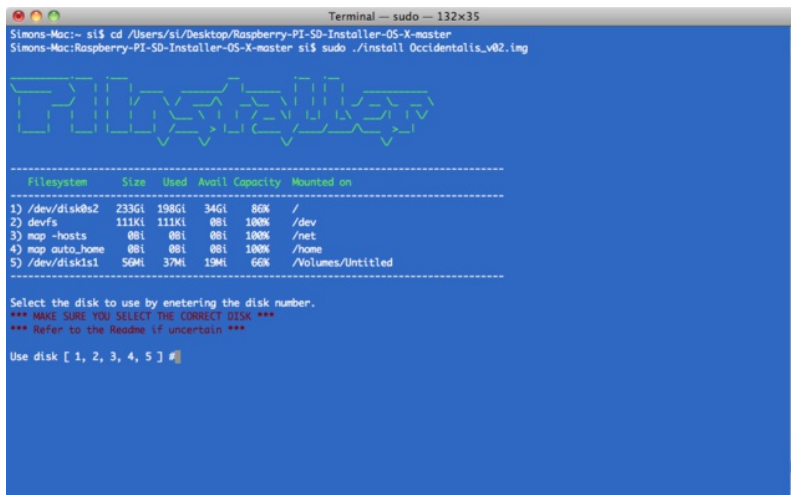 Terminal — sudo — 132×35
Simons-Mac:~ si$ cd /Users/si/Desktop/Raspberry-PI-SD-Installer-OS-X-master
Simons-Mac:Raspberry-PI-SD-Installer-OS-X-master si$ sudo ./install Occidentalis_v02.img
PiInstaller
Filesystem Size Used Avail Capacity Mounted on
1) /dev/disk0s2 233Gi 198Gi 34Gi 86% /
2) devfs 111Ki 111Ki 0Bi 100% /dev
3) map -hosts 0Bi 0Bi 0Bi 100% /net
4) map auto_home 0Bi 0Bi 0Bi 100% /home
5) /dev/disk1s1 56Mi 37Mi 19Mi 66% /Volumes/Untitled
Select the disk to use by enetering the disk number.
*** MAKE SURE YOU SELECT THE CORRECT DISK ***
*** Refer to the Readme if uncertain ***
Use disk [ 1, 2, 3, 4, 5 ] #